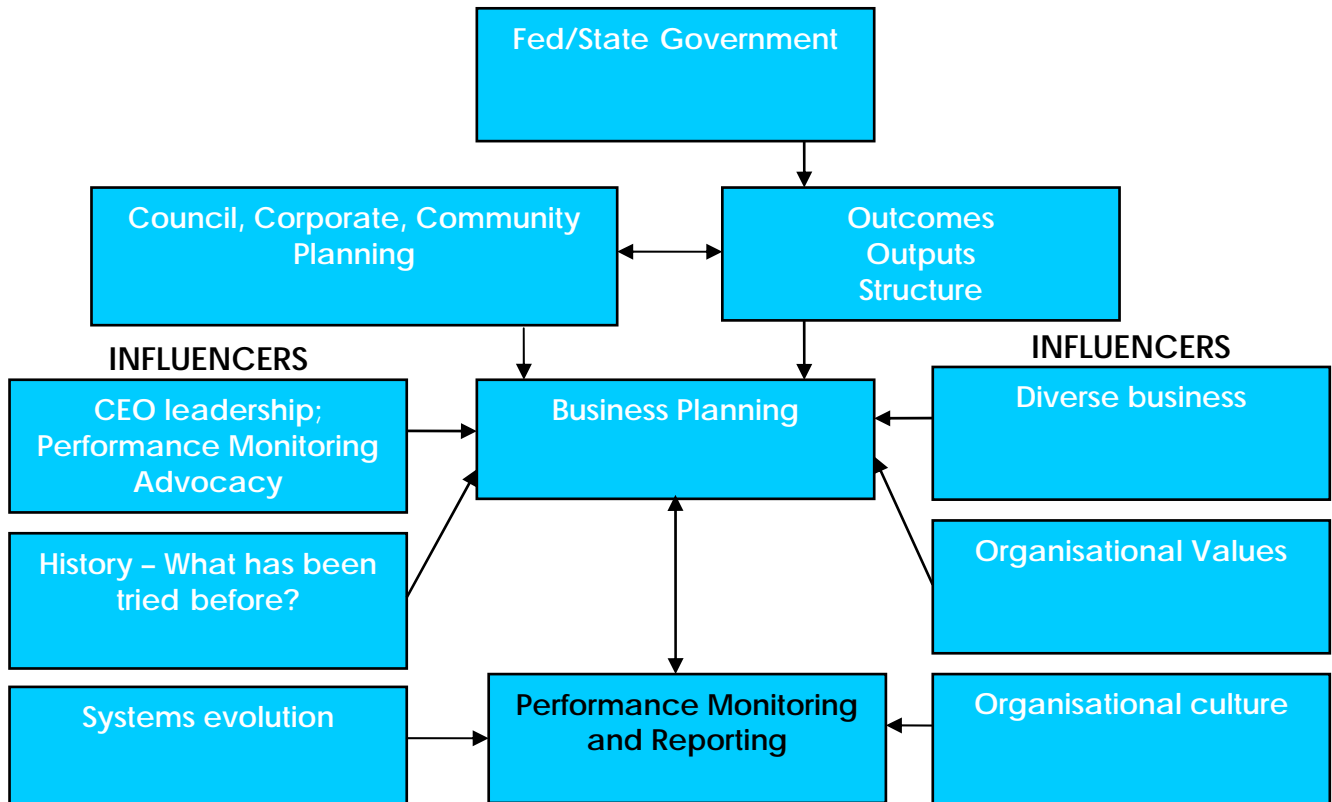 Fed/State Government
Council, Corporate, Community
Planning
Outcomes
Outputs
Structure
INFLUENCERS
INFLUENCERS
CEO leadership;
Performance Monitoring
Advocacy
Business Planning
Diverse business
History – What has been
tried before?
Organisational Values
Systems evolution
Performance Monitoring
and Reporting
Organisational culture